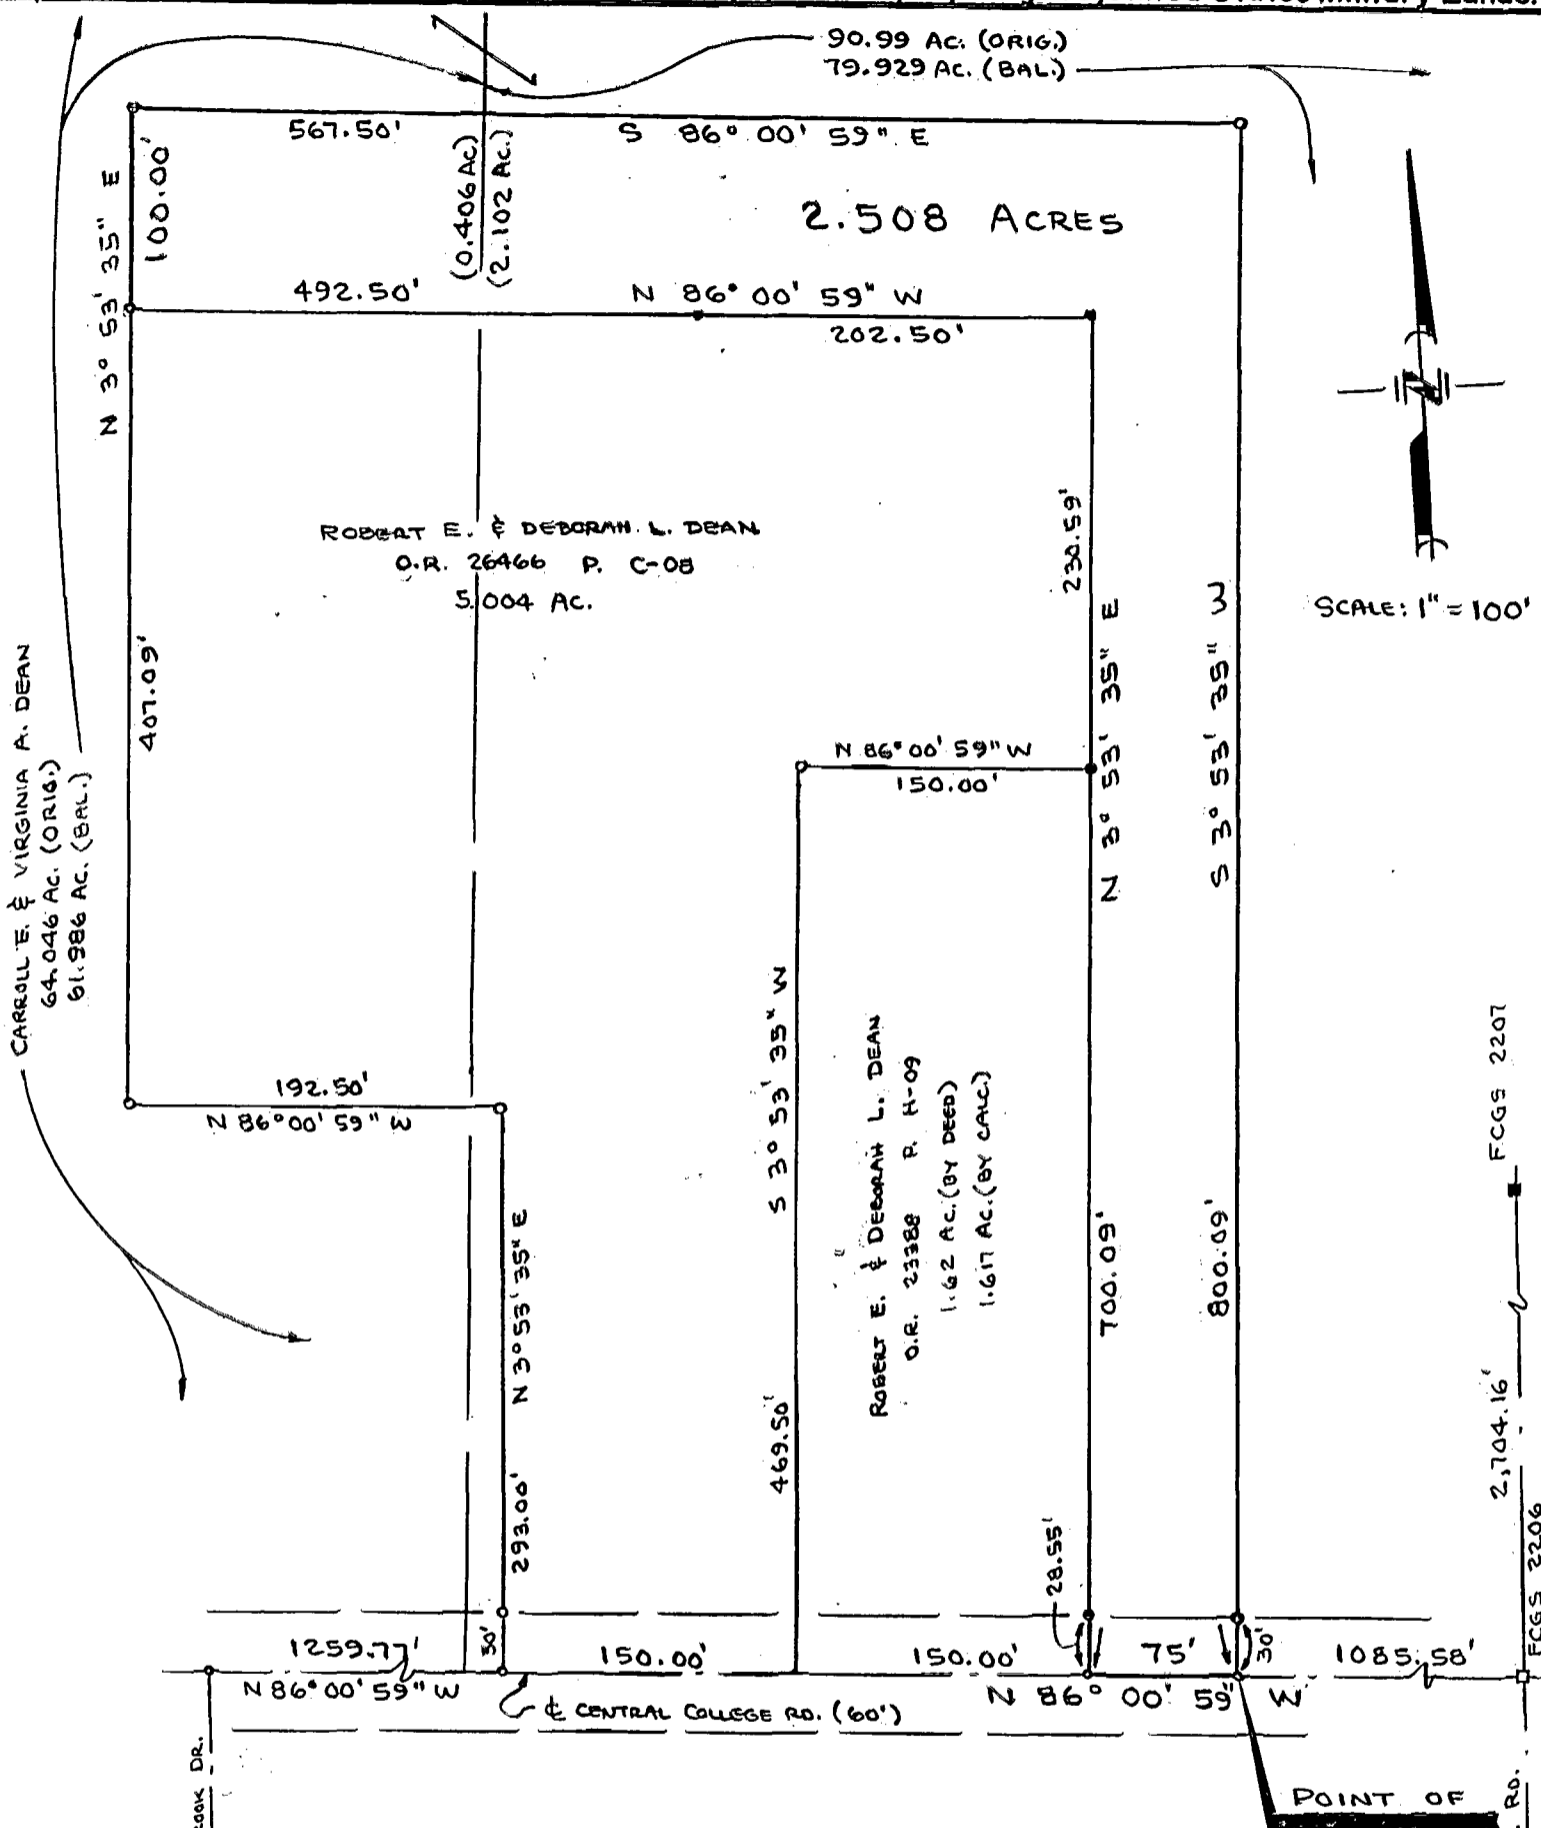 90.99 AC. (ORIG.)
79.929 AC. (BAL.)
567.50'
S 86° 00' 59" E
100.00'
N 3° 53' 35" E
(0.406 AC)
(2.102 AC.)
2.508 ACRES
492.50'
N 86° 00' 59" W
202.50'
ROBERT E. & DEBORAH L. DEAN
O.R. 26466 P. C-08
5.004 AC.
230.59'
SCALE: 1" = 100'
407.09'
CARROLL E. & VIRGINIA A. DEAN
64.046 AC. (ORIG.)
61.986 AC. (BAL.)
N 86° 00' 59" W
150.00'
N 3° 53' 35" E
S 3° 53' 35" W
S 3° 53' 35" W
469.50'
ROBERT E. & DEBORAH L. DEAN
O.R. 23388 P. H-09
1.62 AC. (BY DEED)
1.617 AC. (BY CALC.)
700.09'
800.09'
192.50'
N 86° 00' 59" W
N 3° 53' 35" E
293.00'
FCGS 2207
2,704.16'
FCGS 2206
28.55'
1259.77'
N 86° 00' 59" W
30'
150.00'
150.00'
75'
30'
1085.58'
N 86° 00' 59" W
℄ CENTRAL COLLEGE RD. (60')
DR.
POINT OF
RD.